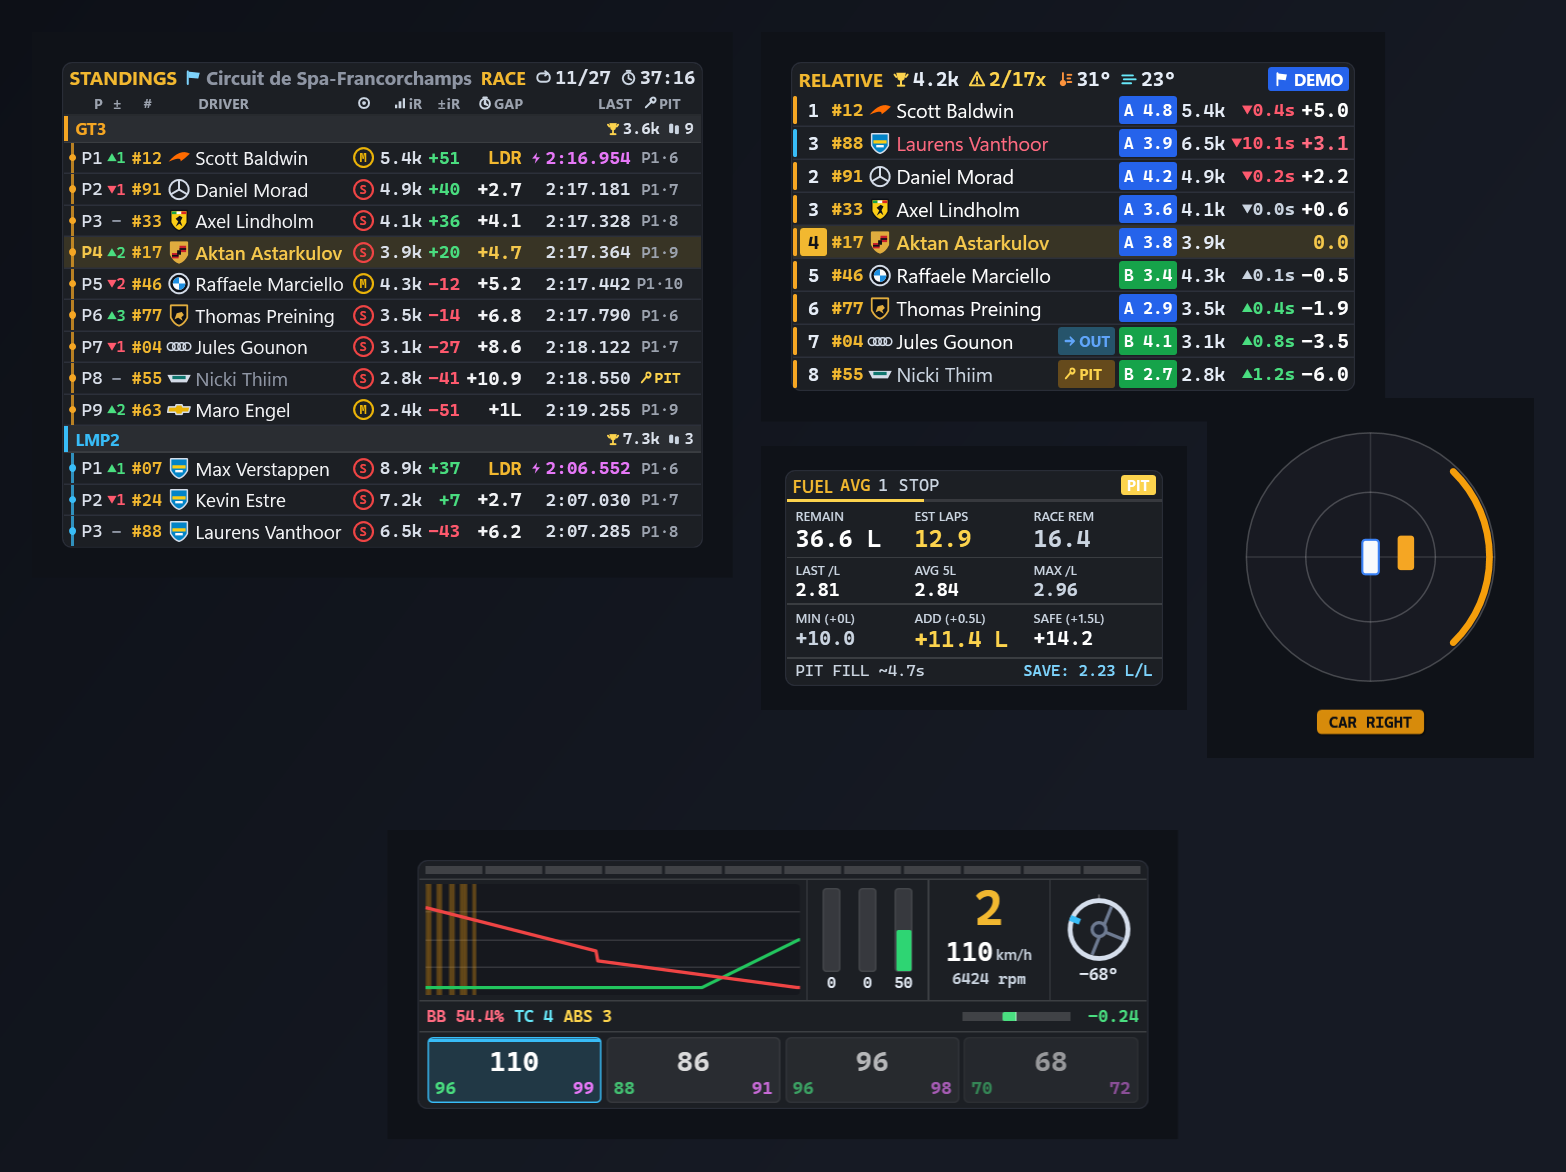 STANDINGS Circuit de Spa-Francorchamps RACE 11/27 37:16
P ± # DRIVER iR ±iR GAP LAST PIT
GT3 3.6k 9
P1 ▲1 #12 Scott Baldwin M 5.4k +51 LDR 2:16.954 P1·6
P2 ▼1 #91 Daniel Morad S 4.9k +40 +2.7 2:17.181 P1·7
P3 – #33 Axel Lindholm S 4.1k +36 +4.1 2:17.328 P1·8
P4 ▲2 #17 Aktan Astarkulov S 3.9k +20 +4.7 2:17.364 P1·9
P5 ▼2 #46 Raffaele Marciello M 4.3k −12 +5.2 2:17.442 P1·10
P6 ▲3 #77 Thomas Preining S 3.5k −14 +6.8 2:17.790 P1·6
P7 ▼1 #04 Jules Gounon S 3.1k −27 +8.6 2:18.122 P1·7
P8 – #55 Nicki Thiim S 2.8k −41 +10.9 2:18.550 PIT
P9 ▲2 #63 Maro Engel M 2.4k −51 +1L 2:19.255 P1·9
LMP2 7.3k 3
P1 ▲1 #07 Max Verstappen S 8.9k +37 LDR 2:06.552 P1·6
P2 ▼1 #24 Kevin Estre S 7.2k +7 +2.7 2:07.030 P1·7
P3 – #88 Laurens Vanthoor S 6.5k −43 +6.2 2:07.285 P1·8
RELATIVE 4.2k 2/17x 31° 23° DEMO
1 #12 Scott Baldwin A 4.8 5.4k ▼0.4s +5.0
3 #88 Laurens Vanthoor A 3.9 6.5k ▼10.1s +3.1
2 #91 Daniel Morad A 4.2 4.9k ▼0.2s +2.2
3 #33 Axel Lindholm A 3.6 4.1k ▼0.0s +0.6
4 #17 Aktan Astarkulov A 3.8 3.9k 0.0
5 #46 Raffaele Marciello B 3.4 4.3k ▲0.1s −0.5
6 #77 Thomas Preining A 2.9 3.5k ▲0.4s −1.9
7 #04 Jules Gounon → OUT B 4.1 3.1k ▲0.8s −3.5
8 #55 Nicki Thiim PIT B 2.7 2.8k ▲1.2s −6.0
FUEL AVG 1 STOP PIT
REMAIN EST LAPS RACE REM
36.6 L 12.9 16.4
LAST /L AVG 5L MAX /L
2.81 2.84 2.96
MIN (+0L) ADD (+0.5L) SAFE (+1.5L)
+10.0 +11.4 L +14.2
PIT FILL ~4.7s SAVE: 2.23 L/L
CAR RIGHT
2
110 km/h
6424 rpm
0 0 50
−68°
BB 54.4% TC 4 ABS 3 −0.24
110 86 96 68
96 99 88 91 96 98 70 72